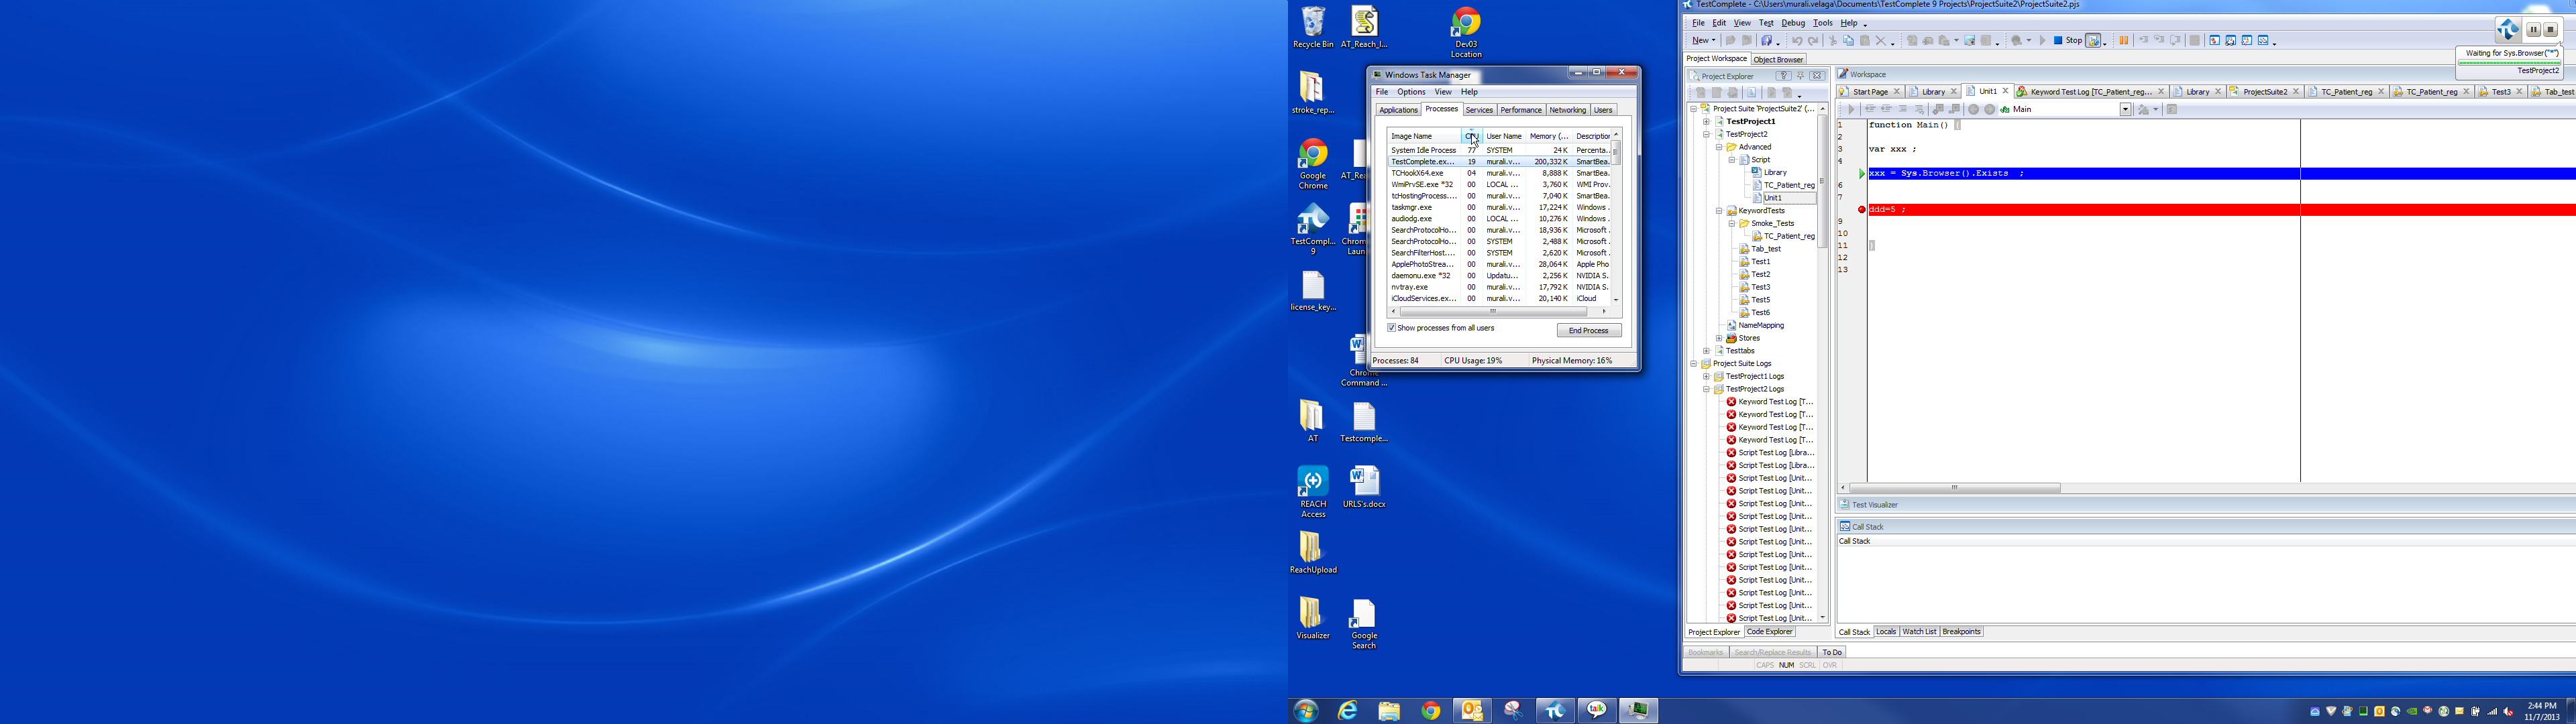 Recycle Bin
AT_Reach_I...
Dev03
Location
stroke_rep...
Google
Chrome
TestCompl...
9
license_key...
Chrome
Command ...
AT
Testcomple...
REACH
Access
URLS's.docx
ReachUpload
Visualizer
Google
Search
Windows Task Manager
File Options View Help
Applications Processes Services Performance Networking Users
Image Name CPU User Name Memory (... Description
System Idle Process 77 SYSTEM 24 K Percenta...
TestComplete.ex... 19 murali.v... 200,332 K SmartBea...
TCHookX64.exe 04 murali.v... 8,888 K SmartBea...
WmiPrvSE.exe *32 00 LOCAL ... 3,760 K WMI Prov...
tcHostingProcess.... 00 murali.v... 7,040 K SmartBea...
taskmgr.exe 00 murali.v... 17,224 K Windows ...
audiodg.exe 00 LOCAL ... 10,276 K Windows ...
SearchProtocolHo... 00 murali.v... 18,936 K Microsoft ...
SearchProtocolHo... 00 SYSTEM 2,488 K Microsoft ...
SearchFilterHost.... 00 SYSTEM 2,620 K Microsoft ...
ApplePhotoStrea... 00 murali.v... 28,064 K Apple Pho
daemonu.exe *32 00 Updatu... 2,256 K NVIDIA S...
nvtray.exe 00 murali.v... 17,792 K NVIDIA S...
iCloudServices.ex... 00 murali.v... 20,140 K iCloud
Show processes from all users
End Process
Processes: 84 CPU Usage: 19% Physical Memory: 16%
TestComplete - C:\Users\murali.velaga\Documents\TestComplete 9 Projects\ProjectSuite2\ProjectSuite2.pjs
File Edit View Test Debug Tools Help
New Stop
Waiting for Sys.Browser("*")
TestProject2
Project Workspace Object Browser
Project Explorer
Project Suite 'ProjectSuite2' (...
TestProject1
TestProject2
Advanced
Script
Library
TC_Patient_reg
Unit1
KeywordTests
Smoke_Tests
TC_Patient_reg
Tab_test
Test1
Test2
Test3
Test5
Test6
NameMapping
Stores
Testtabs
Project Suite Logs
TestProject1 Logs
TestProject2 Logs
Keyword Test Log [T...
Keyword Test Log [T...
Keyword Test Log [T...
Keyword Test Log [T...
Script Test Log [Libra...
Script Test Log [Libra...
Script Test Log [Unit...
Script Test Log [Unit...
Script Test Log [Unit...
Script Test Log [Unit...
Script Test Log [Unit...
Script Test Log [Unit...
Script Test Log [Unit...
Script Test Log [Unit...
Script Test Log [Unit...
Script Test Log [Unit...
Script Test Log [Unit...
Script Test Log [Unit...
Project Explorer Code Explorer
Workspace
Start Page Library Unit1 Keyword Test Log [TC_Patient_reg... Library ProjectSuite2 TC_Patient_reg TC_Patient_reg Test3 Tab_test
Main
1 function Main() {
2
3 var xxx ;
4
xxx = Sys.Browser().Exists ;
6
7
ddd=5 ;
9
10
11 }
12
13
Test Visualizer
Call Stack
Call Stack
Call Stack Locals Watch List Breakpoints
Bookmarks Search/Replace Results To Do
CAPS NUM SCRL OVR
talk
2:44 PM
11/7/2013